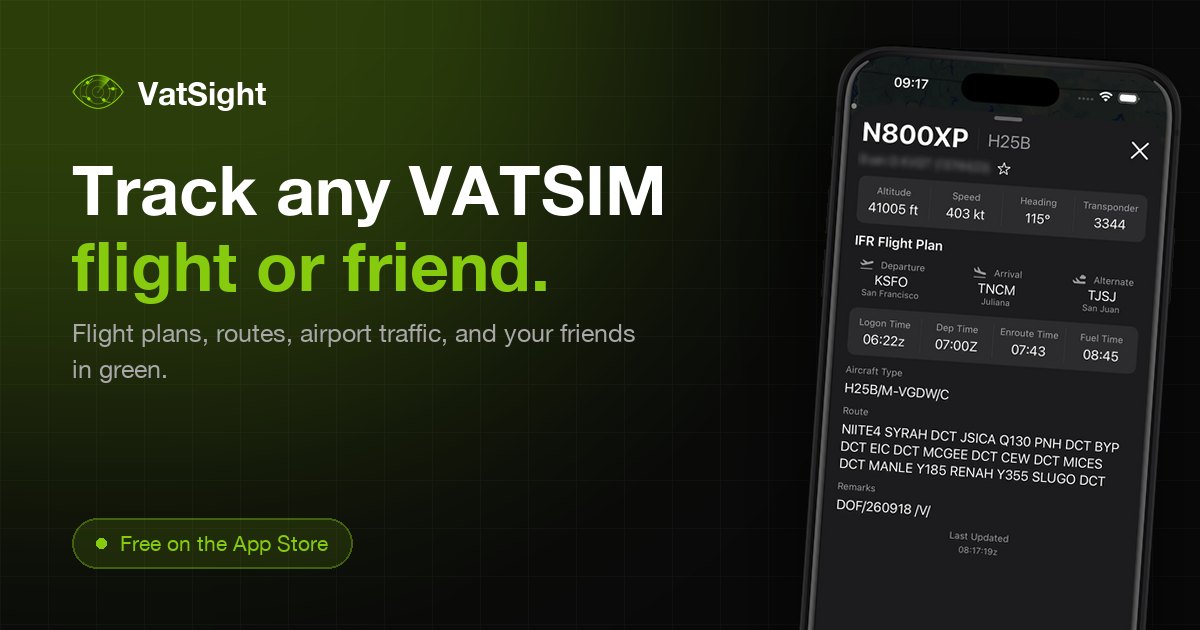 VatSight
Track any VATSIM
flight or friend.
Flight plans, routes, airport traffic, and your friends
in green.
Free on the App Store
09:17
N800XP H25B
Altitude Speed Heading Transponder
41005 ft 403 kt 115° 3344
IFR Flight Plan
Departure Arrival Alternate
KSFO TNCM TJSJ
San Francisco Juliana San Juan
Logon Time Dep Time Enroute Time Fuel Time
06:22z 07:00Z 07:43 08:45
Aircraft Type
H25B/M-VGDW/C
Route
NIITE4 SYRAH DCT JSICA Q130 PNH DCT BYP
DCT EIC DCT MCGEE DCT CEW DCT MICES
DCT MANLE Y185 RENAH Y355 SLUGO DCT
Remarks
DOF/260918 /V/
Last Updated
08:17:19z